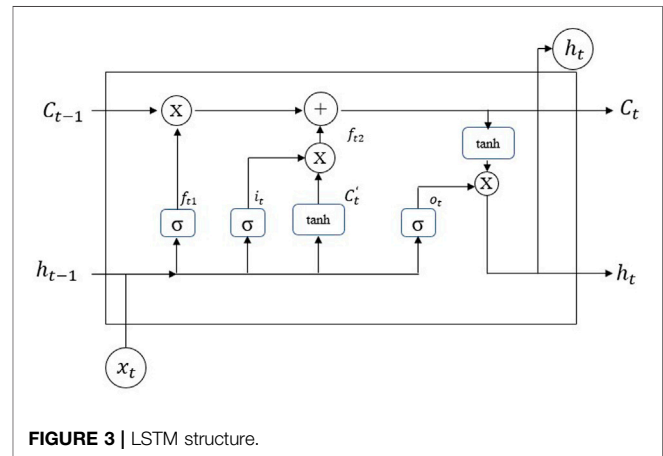 h_t
C_{t-1} X + C_t
f_{t2}
tanh
X
X
f_{t1} i_t C_t' o_t
σ σ tanh σ
h_{t-1} h_t
x_t
FIGURE 3 | LSTM structure.